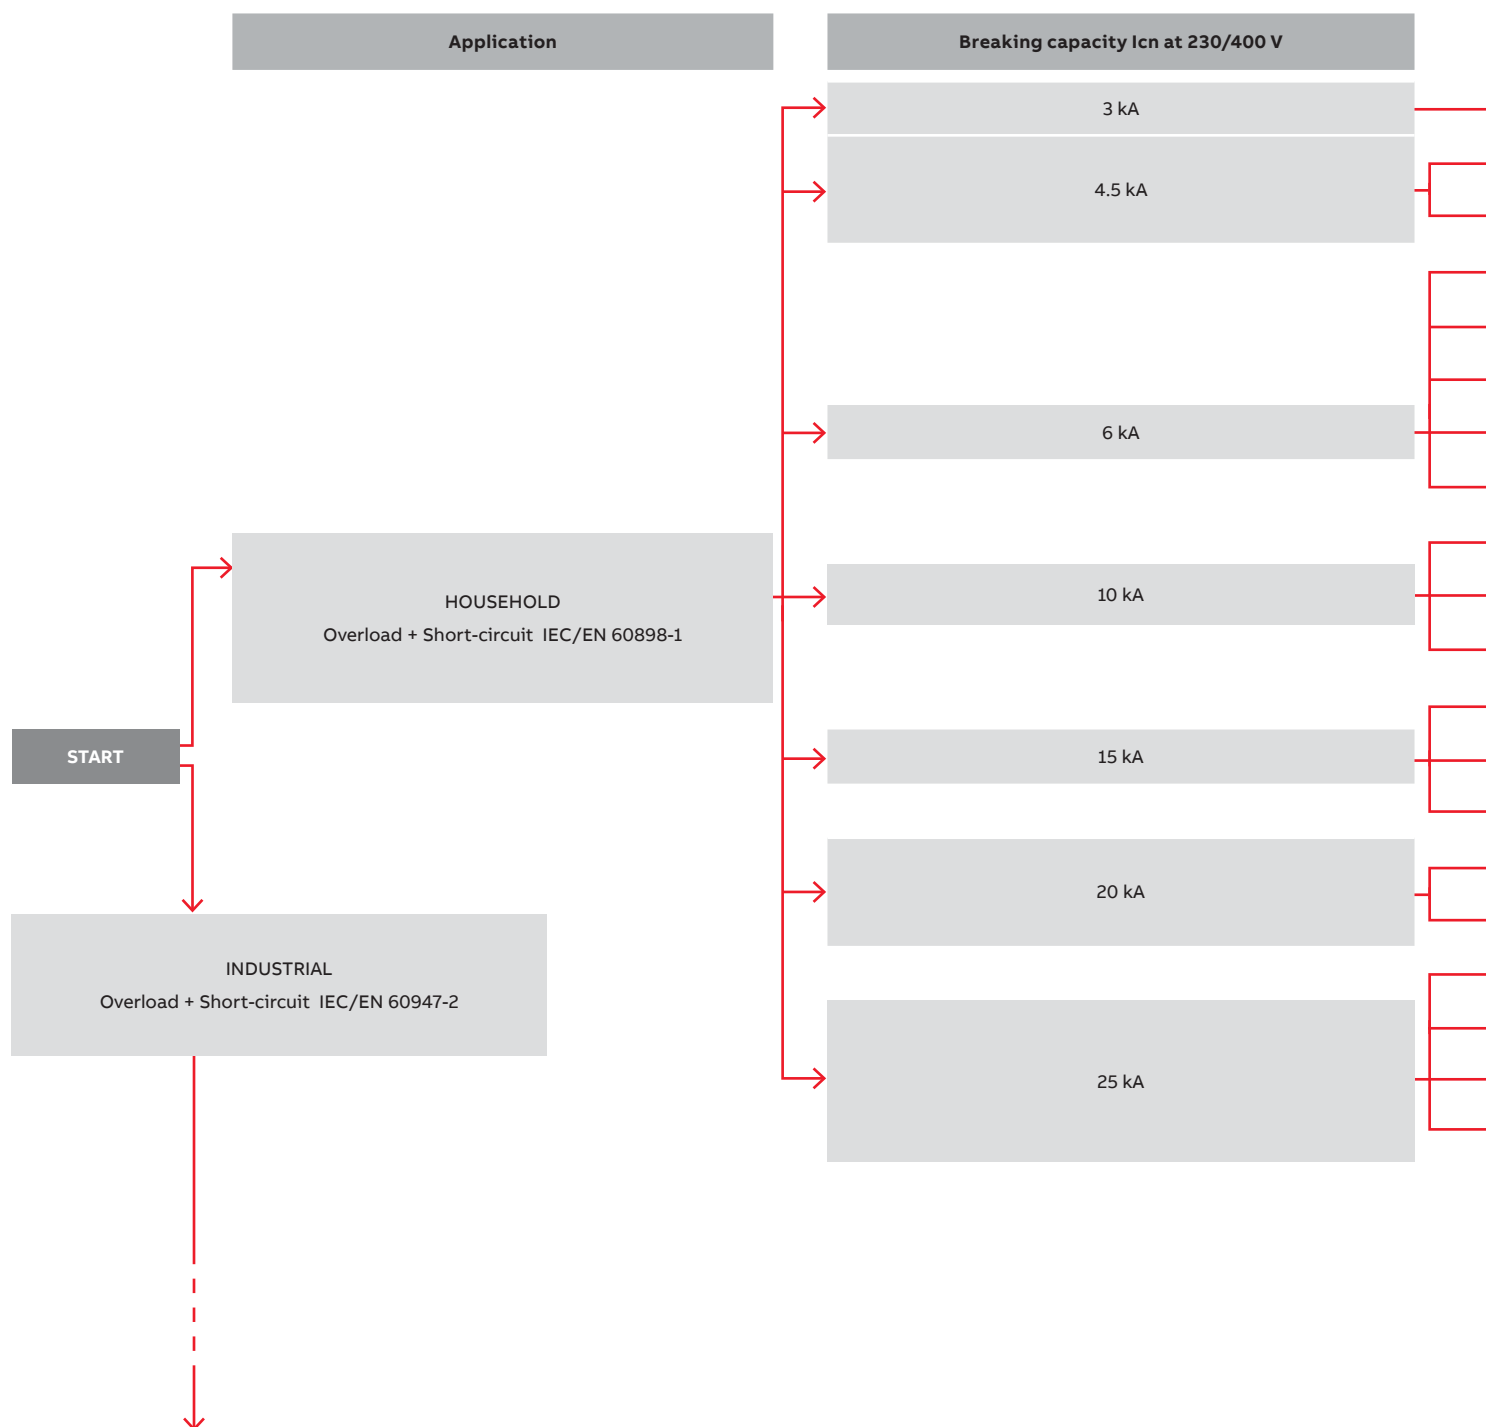 Application
Breaking capacity Icn at 230/400 V
3 kA
4.5 kA
6 kA
HOUSEHOLD
Overload + Short-circuit  IEC/EN 60898-1
10 kA
START
15 kA
20 kA
INDUSTRIAL
Overload + Short-circuit  IEC/EN 60947-2
25 kA